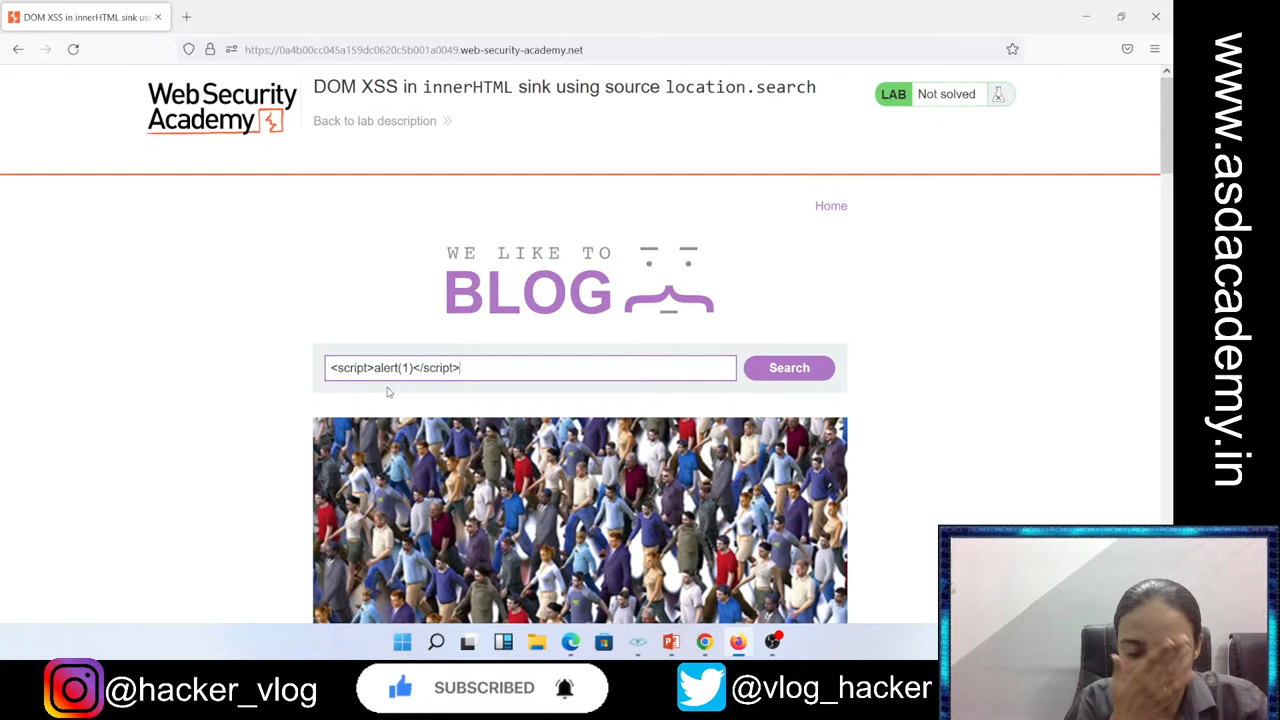 DOM XSS in innerHTML sink usi
https://0a4b00cc045a159dc0620c5b001a0049.web-security-academy.net
Web Security
Academy
DOM XSS in innerHTML sink using source location.search
Back to lab description
LAB Not solved
Home
WE LIKE TO
BLOG
<script>alert(1)</script>
Search
www.asdacademy.in
@hacker_vlog
SUBSCRIBED
@vlog_hacker